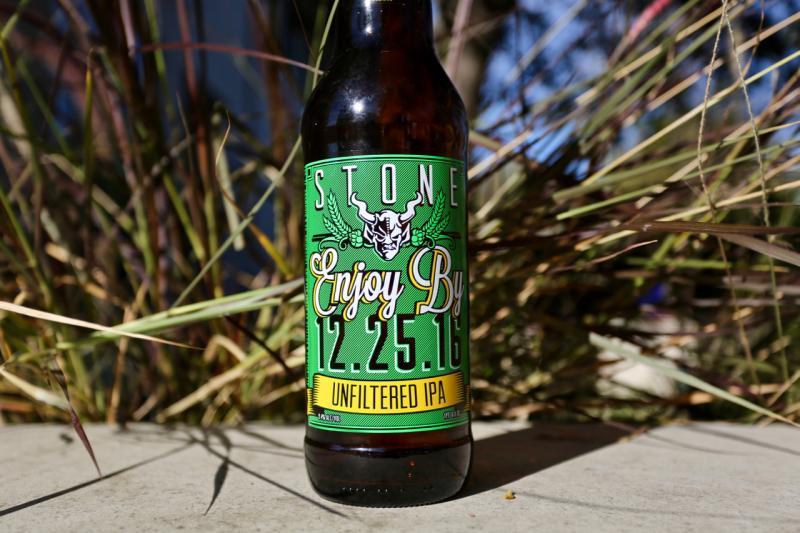 STONE
Enjoy By
12.25.16
UNFILTERED IPA